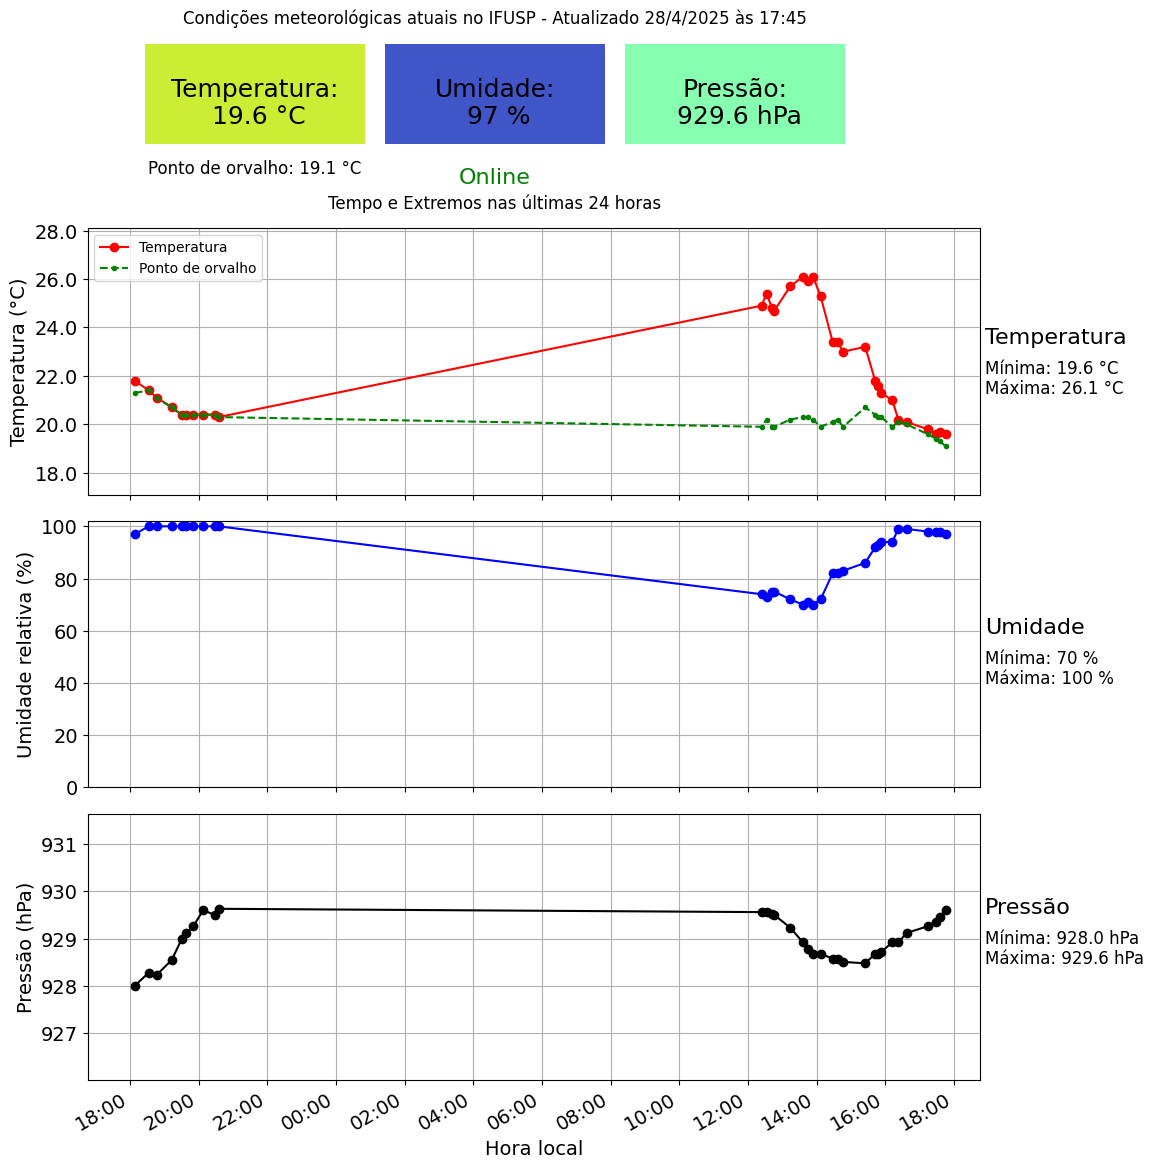 Condições meteorológicas atuais no IFUSP - Atualizado 28/4/2025 às 17:45
Temperatura:
19.6 °C
Umidade:
97 %
Pressão:
929.6 hPa
Ponto de orvalho: 19.1 °C
Online
Tempo e Extremos nas últimas 24 horas
Temperatura (°C)
28.0
26.0
24.0
22.0
20.0
18.0
Temperatura
Ponto de orvalho
Temperatura
Mínima: 19.6 °C
Máxima: 26.1 °C
Umidade relativa (%)
100
80
60
40
20
0
Umidade
Mínima: 70 %
Máxima: 100 %
Pressão (hPa)
931
930
929
928
927
Pressão
Mínima: 928.0 hPa
Máxima: 929.6 hPa
18:00 20:00 22:00 00:00 02:00 04:00 06:00 08:00 10:00 12:00 14:00 16:00 18:00
Hora local